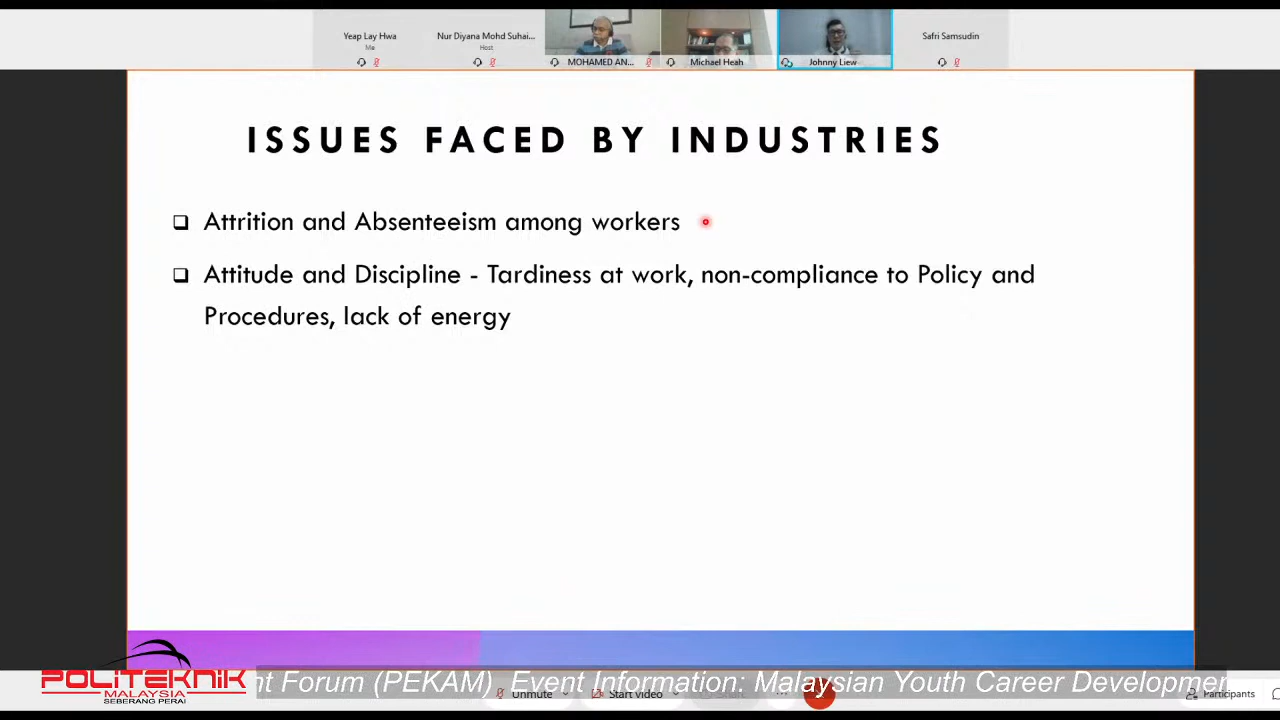 Yeap Lay Hwa
Me
Nur Diyana Mohd Suhai...
Host
MOHAMED AN...
Michael Heah
Johnny Liew
Safri Samsudin
ISSUES FACED BY INDUSTRIES
Attrition and Absenteeism among workers
Attitude and Discipline - Tardiness at work, non-compliance to Policy and
Procedures, lack of energy
POLITEKNIK
MALAYSIA
SEBERANG PERAI
nt Forum (PEKAM) Event Information: Malaysian Youth Career Developmen
Unmute
Start video
Participants